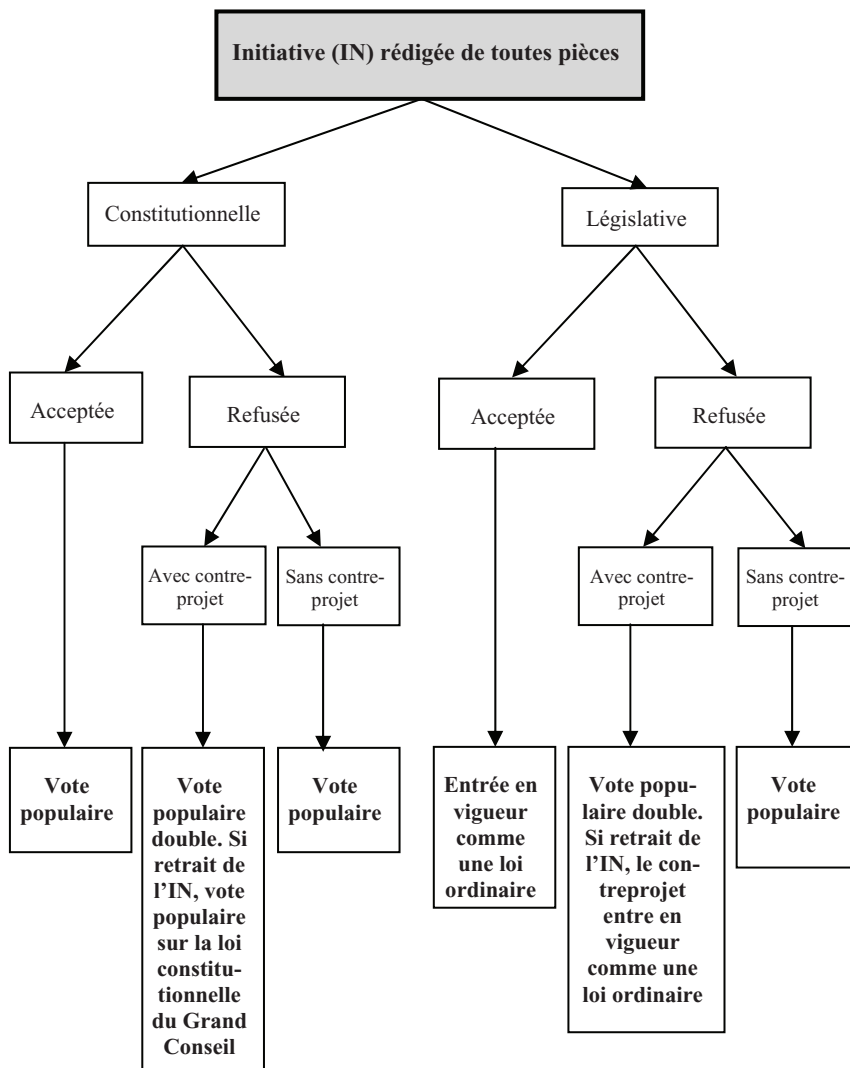 Initiative (IN) rédigée de toutes pièces
Constitutionnelle
Législative
Acceptée
Refusée
Acceptée
Refusée
Avec contre-
projet
Sans contre-
projet
Avec contre-
projet
Sans contre-
projet
Vote
populaire
Vote
populaire
double. Si
retrait de
l'IN, vote
populaire
sur la loi
constitu-
tionnelle
du Grand
Conseil
Vote
populaire
Entrée en
vigueur
comme
une loi
ordinaire
Vote popu-
laire double.
Si retrait de
l'IN, le con-
treprojet
entre en
vigueur
comme une
loi ordinaire
Vote
populaire